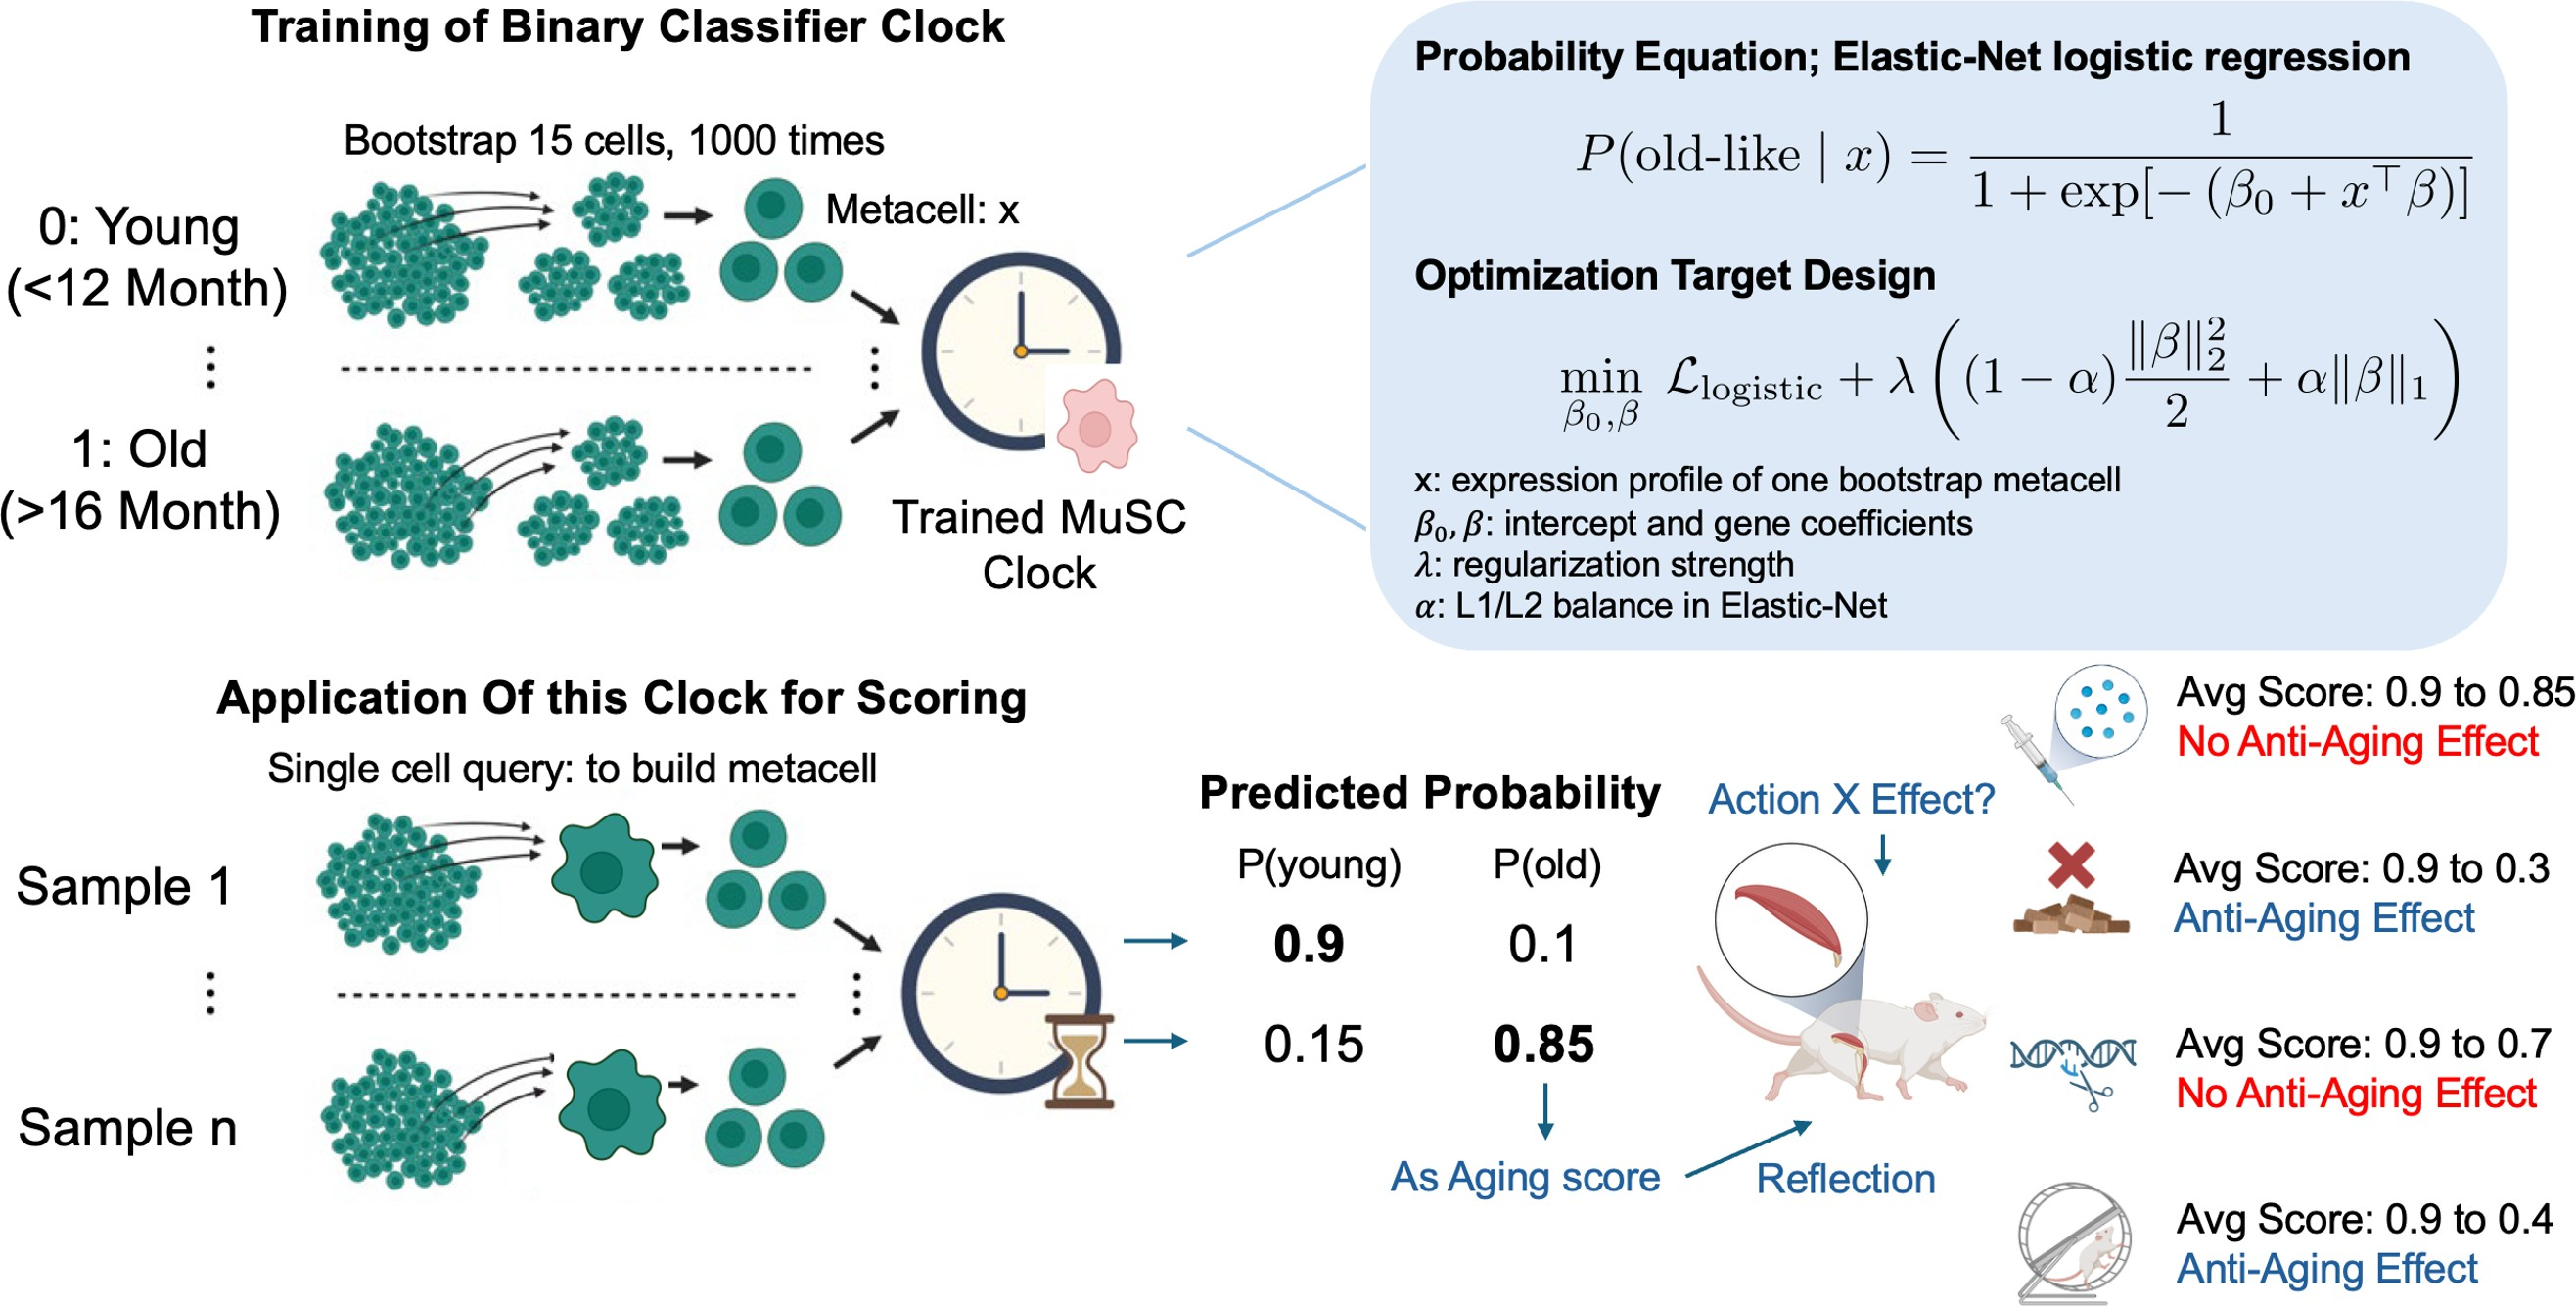 Training of Binary Classifier Clock
Bootstrap 15 cells, 1000 times
0: Young
(<12 Month)
Metacell: x
1: Old
(>16 Month)
Trained MuSC
Clock
Probability Equation; Elastic-Net logistic regression
P(old-like | x) = 1 / (1 + exp[− (β₀ + x⊤β)])
Optimization Target Design
min β₀,β ℒlogistic + λ ( (1 − α) ‖β‖²₂ / 2 + α‖β‖₁ )
x: expression profile of one bootstrap metacell
β₀, β: intercept and gene coefficients
λ: regularization strength
α: L1/L2 balance in Elastic-Net
Application Of this Clock for Scoring
Single cell query: to build metacell
Sample 1
Sample n
Predicted Probability
P(young) P(old)
0.9 0.1
0.15 0.85
As Aging score
Reflection
Action X Effect?
Avg Score: 0.9 to 0.85
No Anti-Aging Effect
Avg Score: 0.9 to 0.3
Anti-Aging Effect
Avg Score: 0.9 to 0.7
No Anti-Aging Effect
Avg Score: 0.9 to 0.4
Anti-Aging Effect